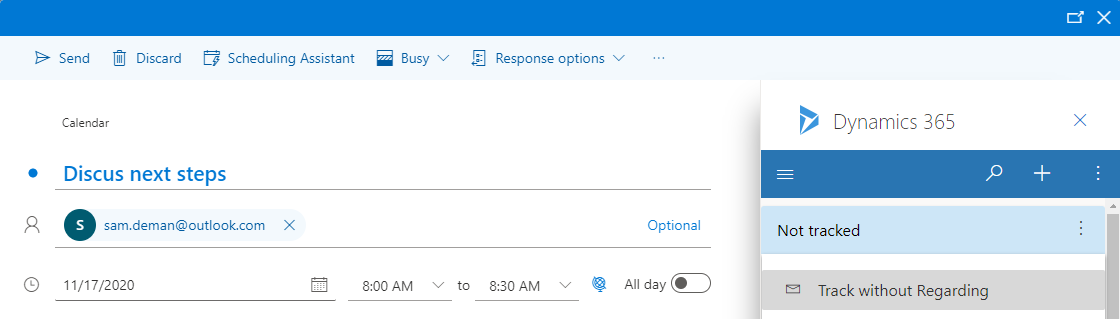 Send Discard Scheduling Assistant Busy Response options ...
Calendar
Dynamics 365
Discus next steps
S sam.deman@outlook.com Optional
Not tracked
11/17/2020 8:00 AM to 8:30 AM All day
Track without Regarding